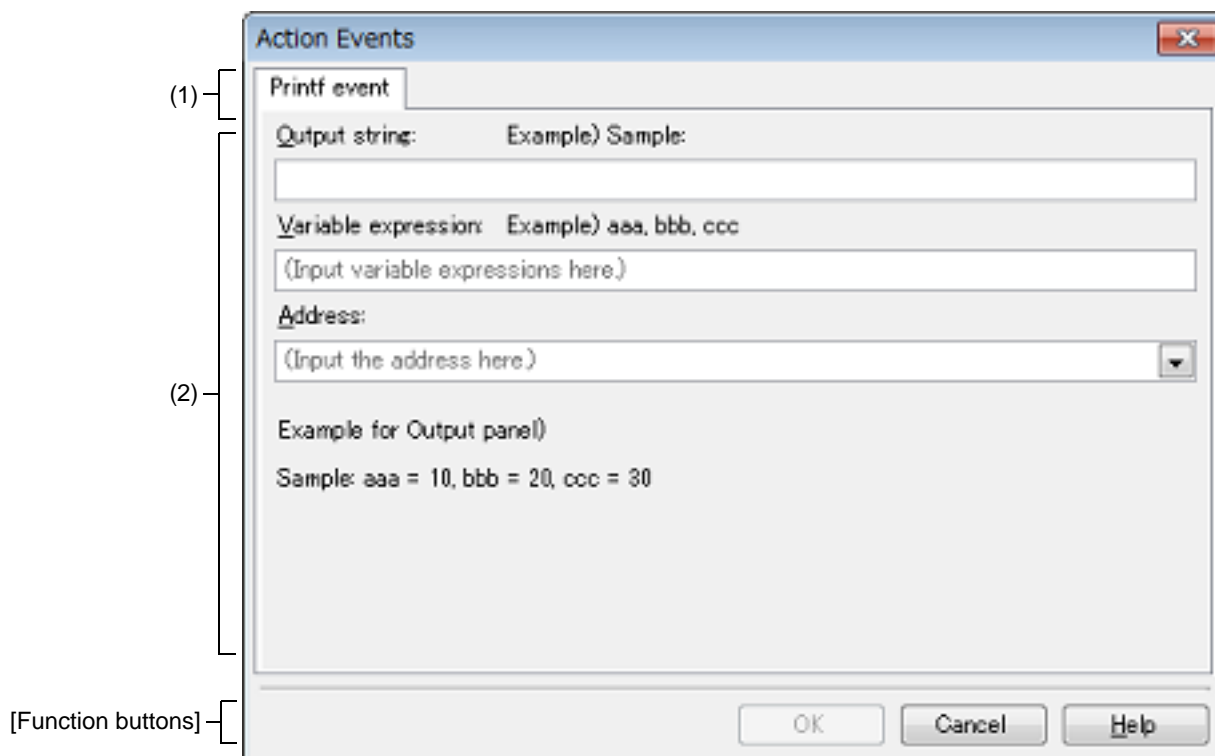 Action Events
(1)
Printf event
Output string: Example) Sample:
Variable expression: Example) aaa, bbb, ccc
(Input variable expressions here.)
Address:
(Input the address here.)
(2)
Example for Output panel)
Sample: aaa = 10, bbb = 20, ccc = 30
[Function buttons]
OK Cancel Help